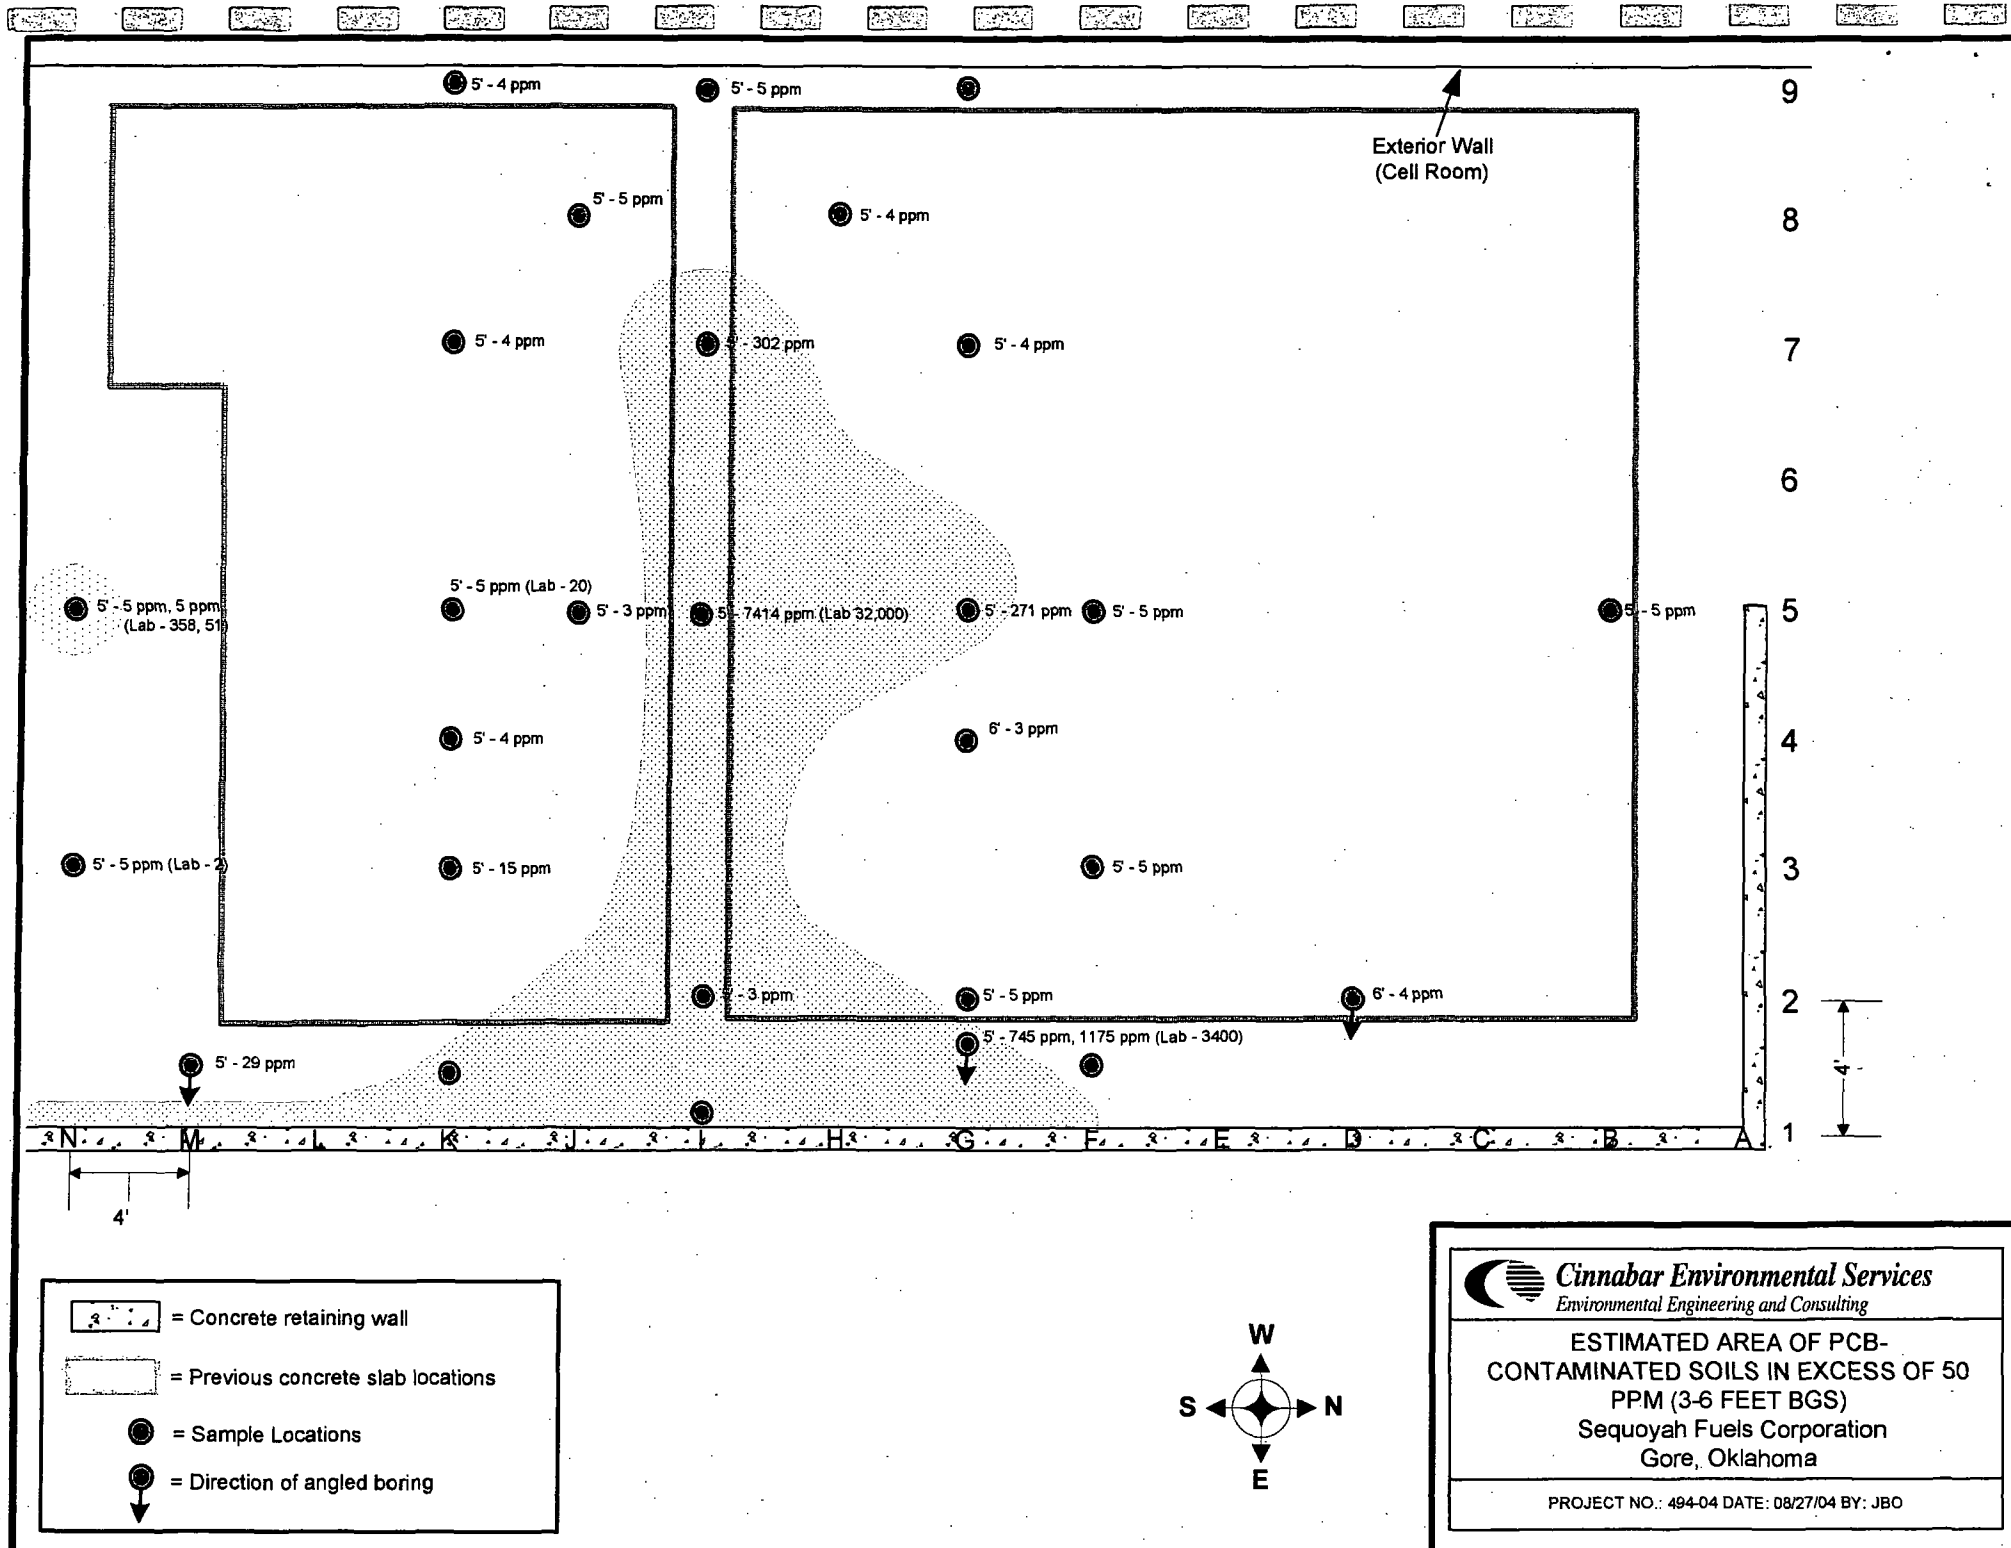 5' - 4 ppm
5' - 5 ppm
9
Exterior Wall
(Cell Room)
5' - 5 ppm
5' - 4 ppm
8
5' - 4 ppm
5' - 302 ppm
5' - 4 ppm
7
6
5' - 5 ppm (Lab - 20)
5' - 5 ppm, 5 ppm
(Lab - 358, 51)
5' - 3 ppm
5' - 7414 ppm (Lab 32,000)
5' - 271 ppm
5' - 5 ppm
5' - 5 ppm
5
5' - 4 ppm
6' - 3 ppm
4
5' - 5 ppm (Lab - 2)
5' - 15 ppm
5' - 5 ppm
3
- 3 ppm
5' - 5 ppm
6' - 4 ppm
2
5' - 745 ppm, 1175 ppm (Lab - 3400)
5' - 29 ppm
4'
N M L K J I H G F E D C B A 1
4'
= Concrete retaining wall
= Previous concrete slab locations
= Sample Locations
= Direction of angled boring
W
S N
E
Cinnabar Environmental Services
Environmental Engineering and Consulting
ESTIMATED AREA OF PCB-
CONTAMINATED SOILS IN EXCESS OF 50
PPM (3-6 FEET BGS)
Sequoyah Fuels Corporation
Gore, Oklahoma
PROJECT NO.: 494-04 DATE: 08/27/04 BY: JBO